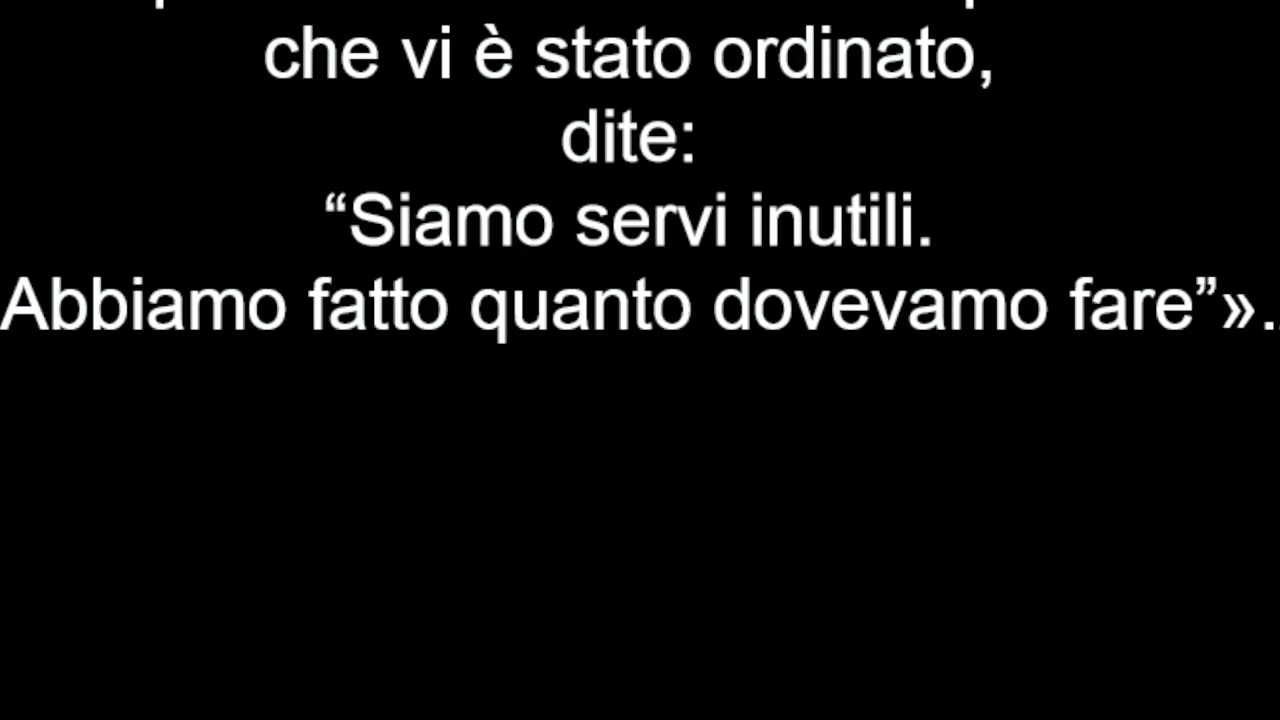 che vi è stato ordinato,
dite:
“Siamo servi inutili.
Abbiamo fatto quanto dovevamo fare”».